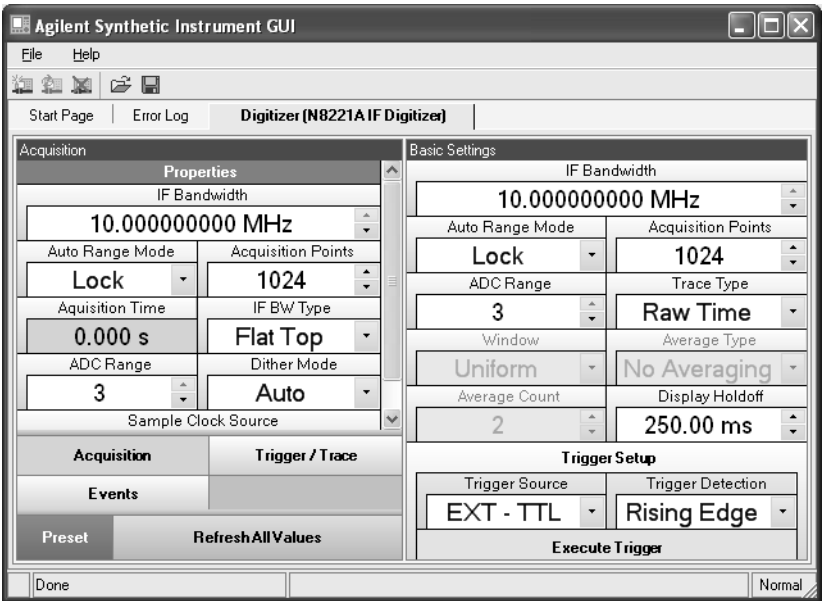 Agilent Synthetic Instrument GUI
File Help
Start Page Error Log Digitizer (N8221A IF Digitizer)
Acquisition
Properties
IF Bandwidth
10.000000000 MHz
Auto Range Mode Acquisition Points
Lock 1024
Aquisition Time IF BW Type
0.000 s Flat Top
ADC Range Dither Mode
3 Auto
Sample Clock Source
Acquisition Trigger / Trace
Events
Preset Refresh All Values
Basic Settings
IF Bandwidth
10.000000000 MHz
Auto Range Mode Acquisition Points
Lock 1024
ADC Range Trace Type
3 Raw Time
Window Average Type
Uniform No Averaging
Average Count Display Holdoff
2 250.00 ms
Trigger Setup
Trigger Source Trigger Detection
EXT - TTL Rising Edge
Execute Trigger
Done Normal